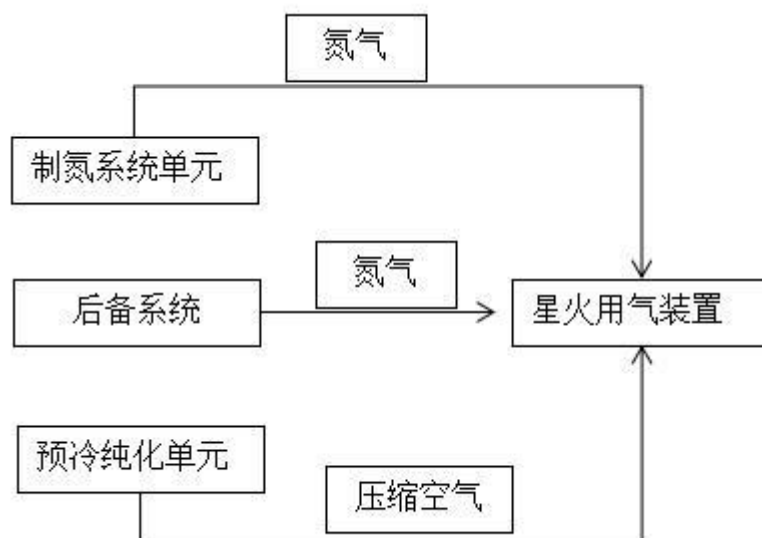 氮气
制氮系统单元
氮气
后备系统
星火用气装置
预冷纯化单元
压缩空气